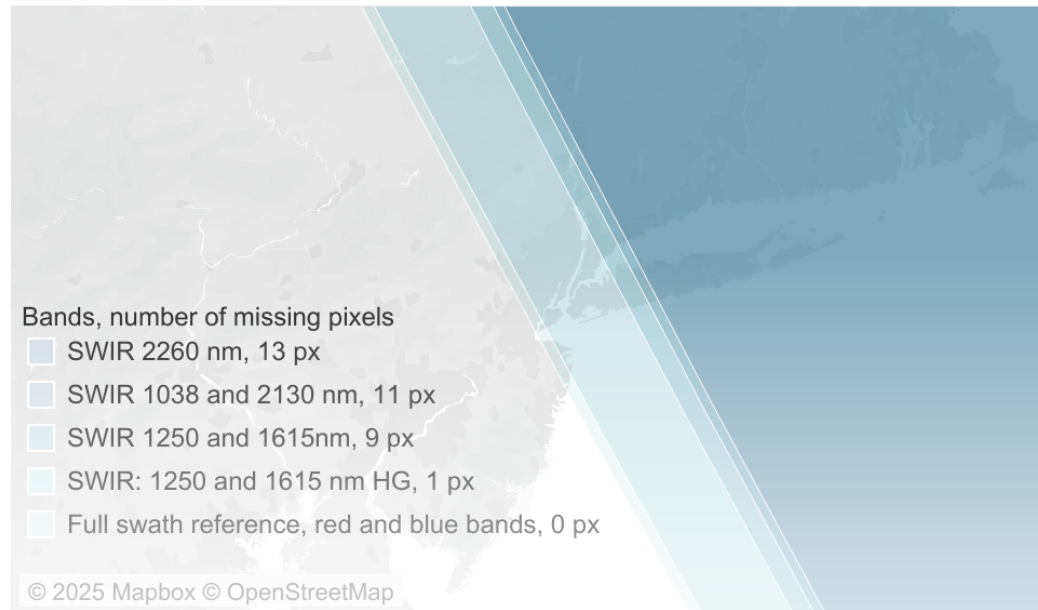 Bands, number of missing pixels
SWIR 2260 nm, 13 px
SWIR 1038 and 2130 nm, 11 px
SWIR 1250 and 1615nm, 9 px
SWIR: 1250 and 1615 nm HG, 1 px
Full swath reference, red and blue bands, 0 px
© 2025 Mapbox © OpenStreetMap